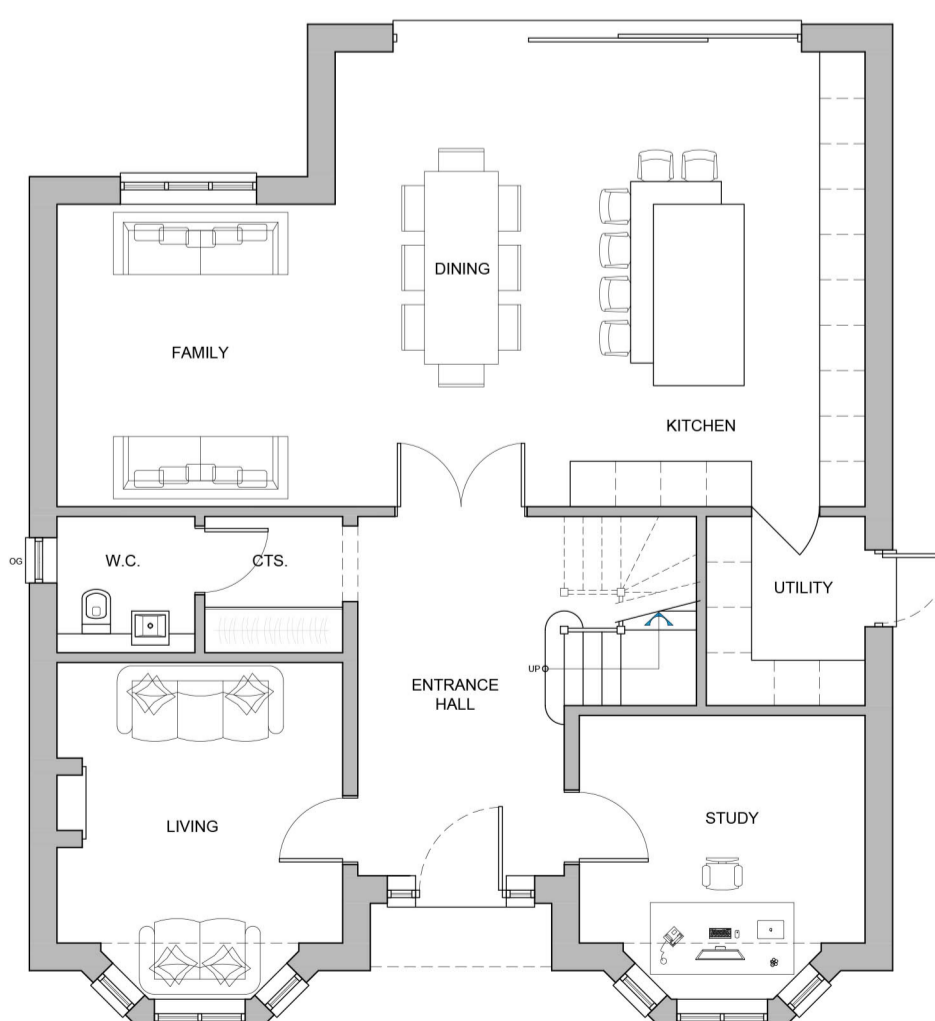 DINING
FAMILY
KITCHEN
OG
W.C.
CTS.
UTILITY
UP
ENTRANCE
HALL
LIVING
STUDY